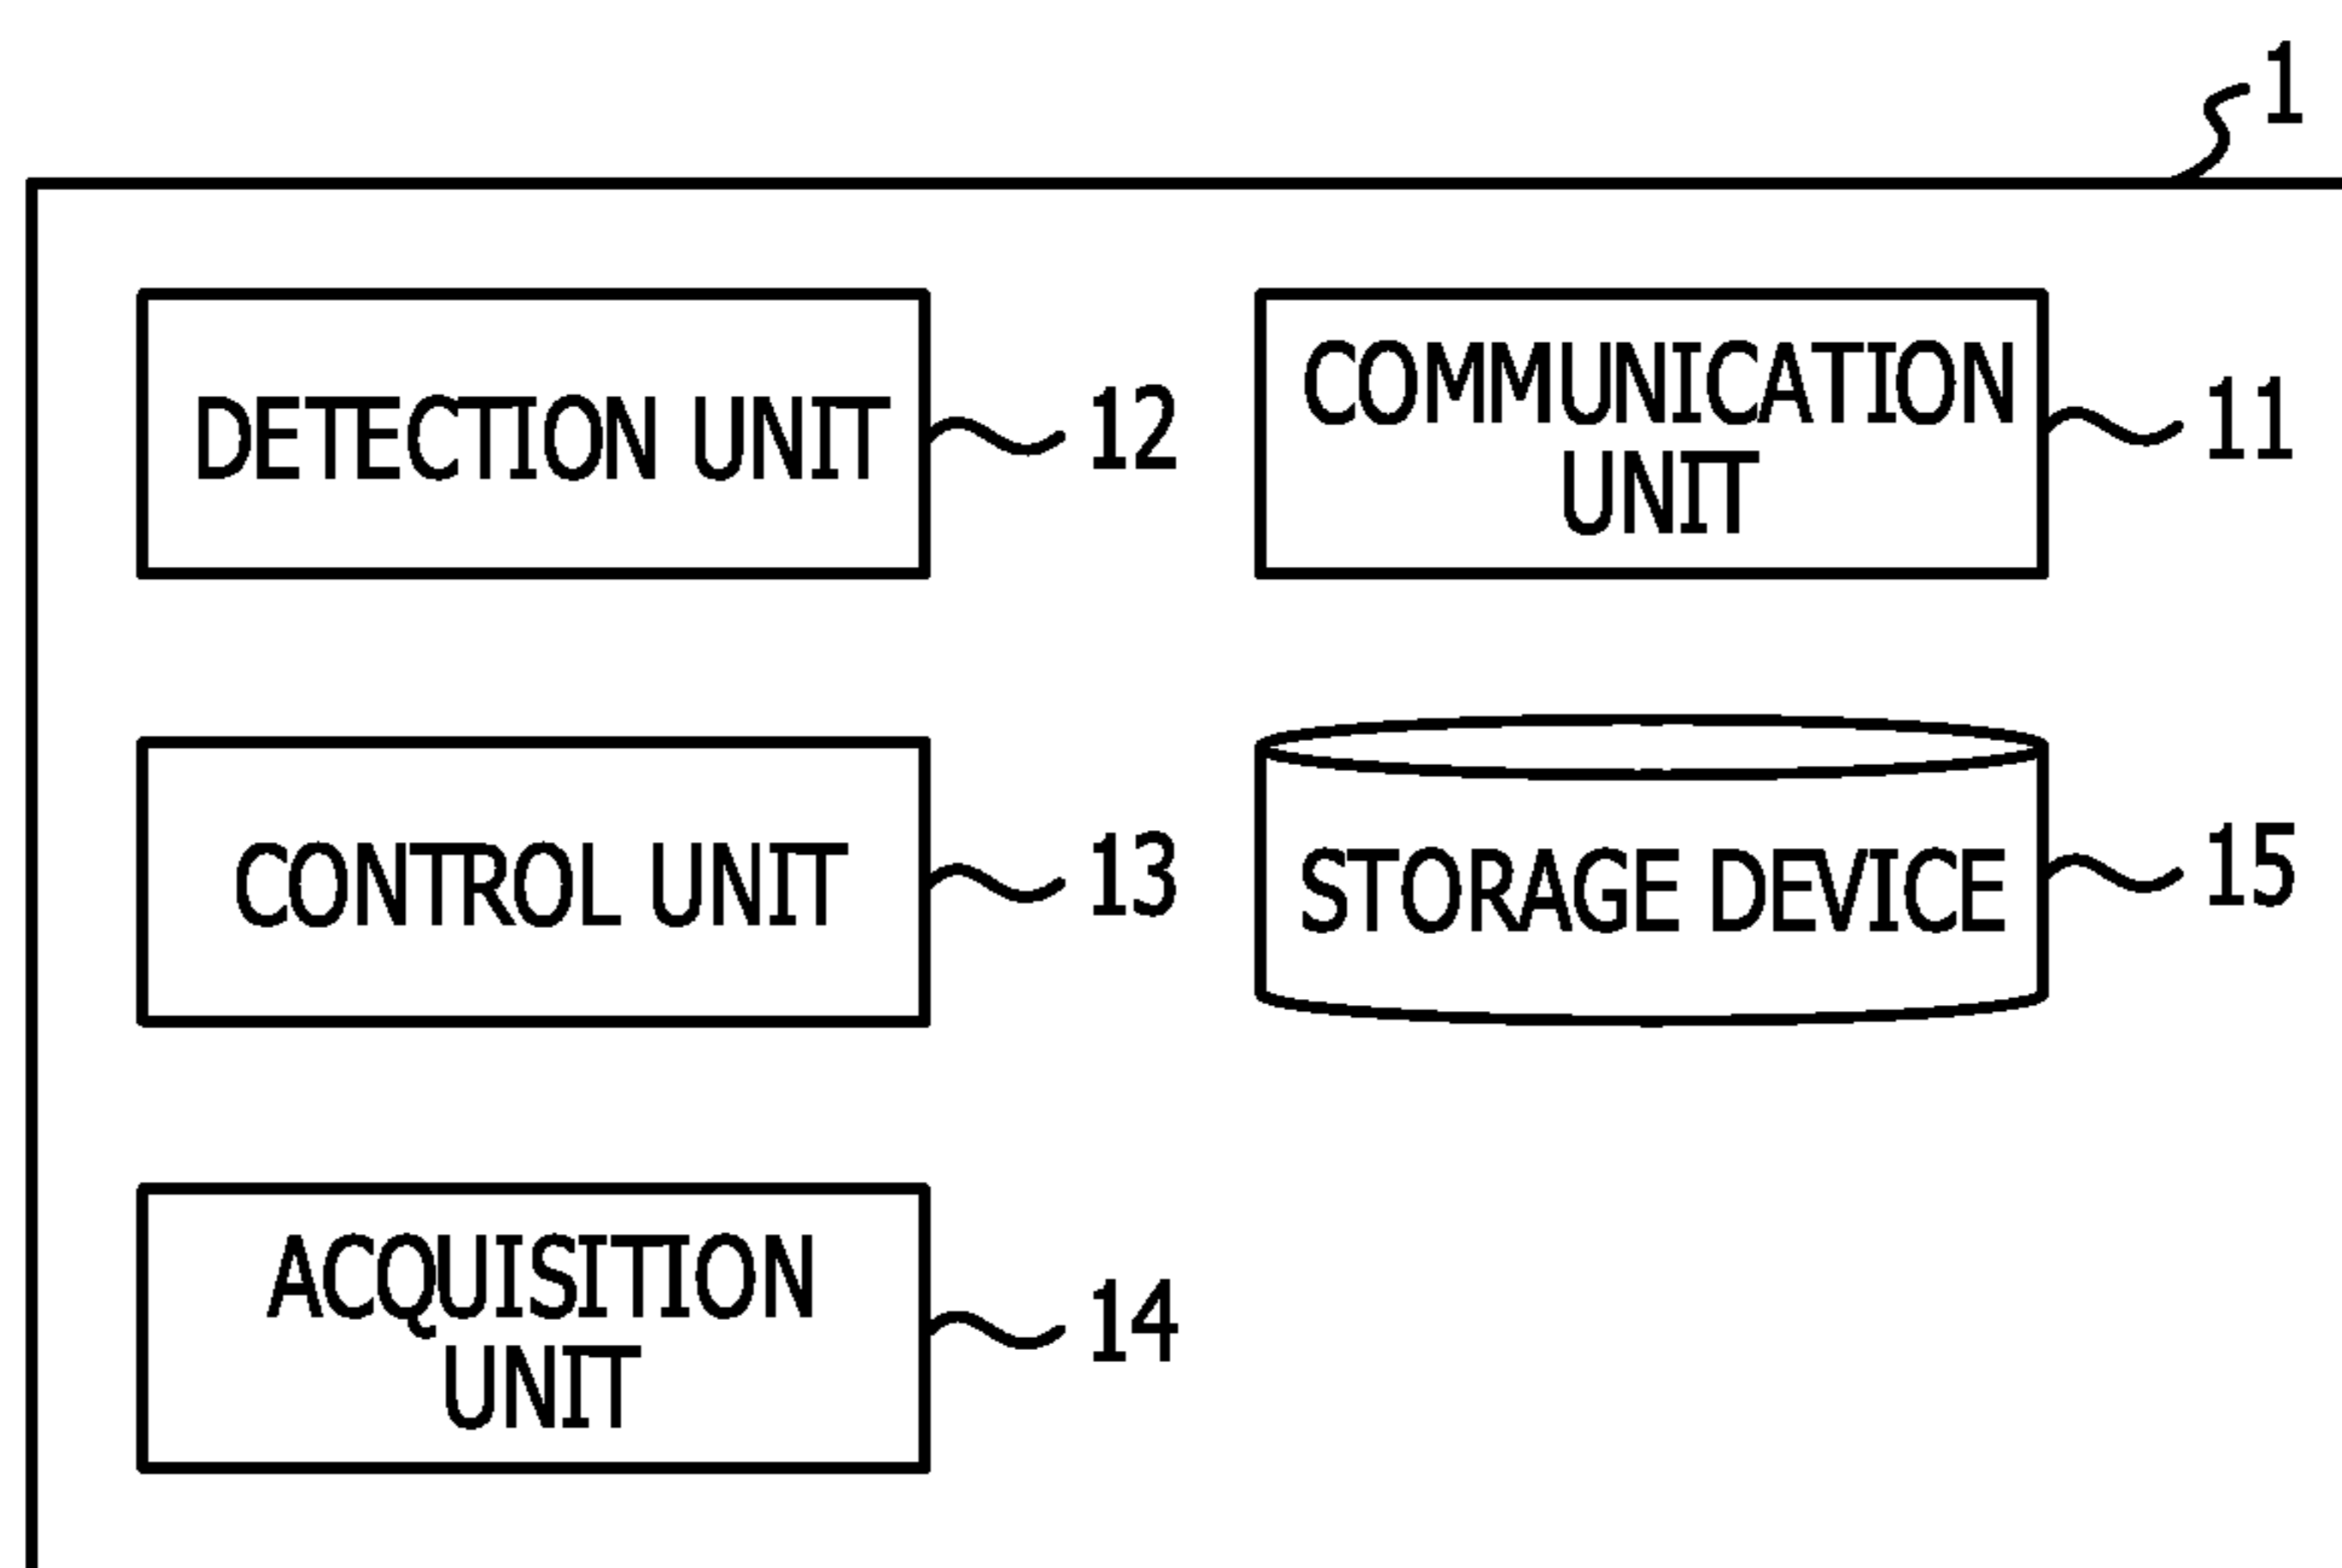 1
DETECTION UNIT
12
COMMUNICATION
UNIT
11
CONTROL UNIT
13
STORAGE DEVICE
15
ACQUISITION
UNIT
14